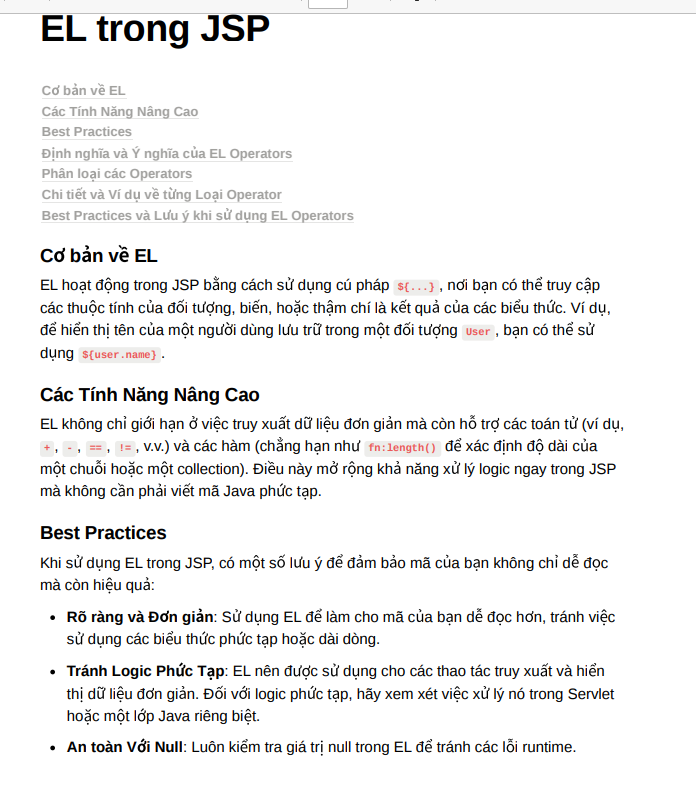 EL trong JSP
Cơ bản về EL
Các Tính Năng Nâng Cao
Best Practices
Định nghĩa và Ý nghĩa của EL Operators
Phân loại các Operators
Chi tiết và Ví dụ về từng Loại Operator
Best Practices và Lưu ý khi sử dụng EL Operators
Cơ bản về EL
EL hoạt động trong JSP bằng cách sử dụng cú pháp ${...}, nơi bạn có thể truy cập
các thuộc tính của đối tượng, biến, hoặc thậm chí là kết quả của các biểu thức. Ví dụ,
để hiển thị tên của một người dùng lưu trữ trong một đối tượng User, bạn có thể sử
dụng ${user.name}.
Các Tính Năng Nâng Cao
EL không chỉ giới hạn ở việc truy xuất dữ liệu đơn giản mà còn hỗ trợ các toán tử (ví dụ,
+, -, ==, !=, v.v.) và các hàm (chẳng hạn như fn:length() để xác định độ dài của
một chuỗi hoặc một collection). Điều này mở rộng khả năng xử lý logic ngay trong JSP
mà không cần phải viết mã Java phức tạp.
Best Practices
Khi sử dụng EL trong JSP, có một số lưu ý để đảm bảo mã của bạn không chỉ dễ đọc
mà còn hiệu quả:
• Rõ ràng và Đơn giản: Sử dụng EL để làm cho mã của bạn dễ đọc hơn, tránh việc
sử dụng các biểu thức phức tạp hoặc dài dòng.
• Tránh Logic Phức Tạp: EL nên được sử dụng cho các thao tác truy xuất và hiển
thị dữ liệu đơn giản. Đối với logic phức tạp, hãy xem xét việc xử lý nó trong Servlet
hoặc một lớp Java riêng biệt.
• An toàn Với Null: Luôn kiểm tra giá trị null trong EL để tránh các lỗi runtime.